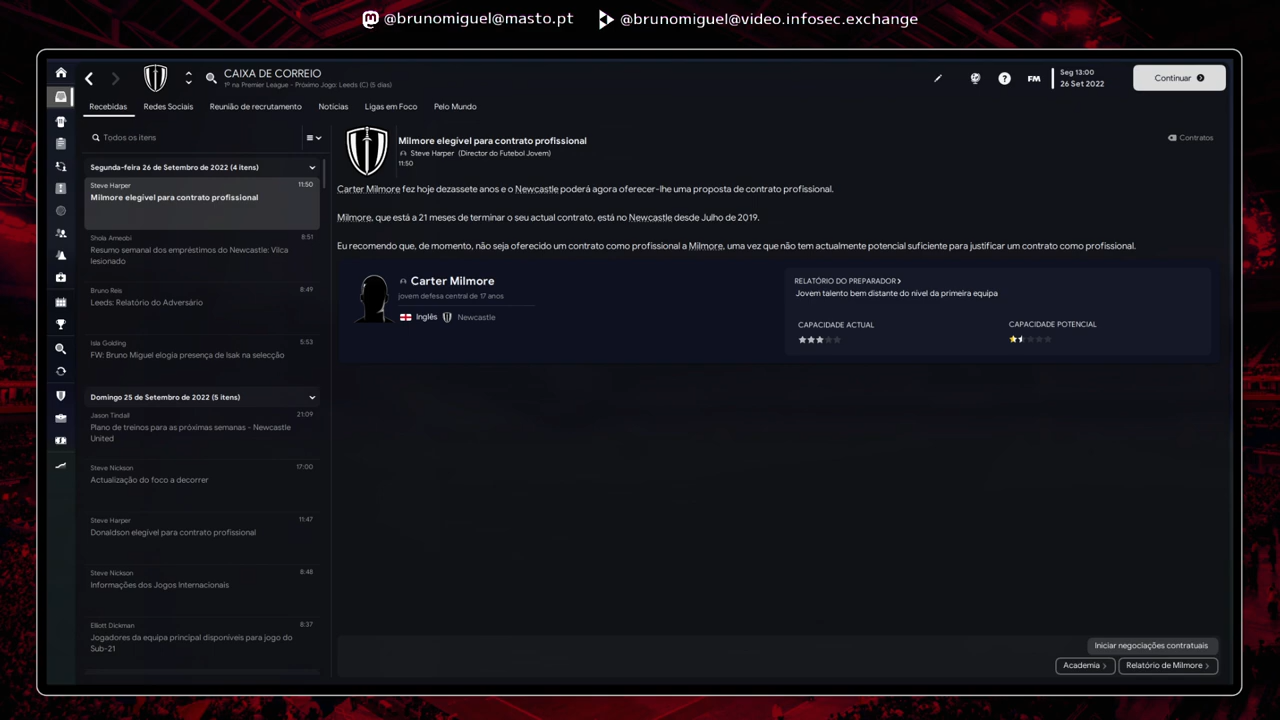 @brunomiguel@masto.pt
@brunomiguel@video.infosec.exchange
CAIXA DE CORREIO
1º na Premier League - Próximo Jogo: Leeds (C) (5 dias)
FM
Seg 13:00
26 Set 2022
Continuar
Recebidas
Redes Sociais
Reunião de recrutamento
Notícias
Ligas em Foco
Pelo Mundo
Todos os itens
Segunda-feira 26 de Setembro de 2022 (4 itens)
Steve Harper
11:50
Milmore elegível para contrato profissional
Shola Ameobi
8:51
Resumo semanal dos empréstimos do Newcastle: Vilca
lesionado
Bruno Reis
8:49
Leeds: Relatório do Adversário
Isla Golding
5:53
FW: Bruno Miguel elogia presença de Isak na selecção
Domingo 25 de Setembro de 2022 (5 itens)
Jason Tindall
21:09
Plano de treinos para as próximas semanas - Newcastle
United
Steve Nickson
17:00
Actualização do foco a decorrer
Steve Harper
11:47
Donaldson elegível para contrato profissional
Steve Nickson
8:48
Informações dos Jogos Internacionais
Elliott Dickman
8:37
Jogadores da equipa principal disponíveis para jogo do
Sub-21
Milmore elegível para contrato profissional
Steve Harper (Director do Futebol Jovem)
11:50
Contratos
Carter Milmore fez hoje dezassete anos e o Newcastle poderá agora oferecer-lhe uma proposta de contrato profissional.
Milmore, que está a 21 meses de terminar o seu actual contrato, está no Newcastle desde Julho de 2019.
Eu recomendo que, de momento, não seja oferecido um contrato como profissional a Milmore, uma vez que não tem actualmente potencial suficiente para justificar um contrato como profissional.
Carter Milmore
jovem defesa central de 17 anos
Inglês
Newcastle
RELATÓRIO DO PREPARADOR
Jovem talento bem distante do nível da primeira equipa
CAPACIDADE ACTUAL
CAPACIDADE POTENCIAL
Iniciar negociações contratuais
Academia
Relatório de Milmore